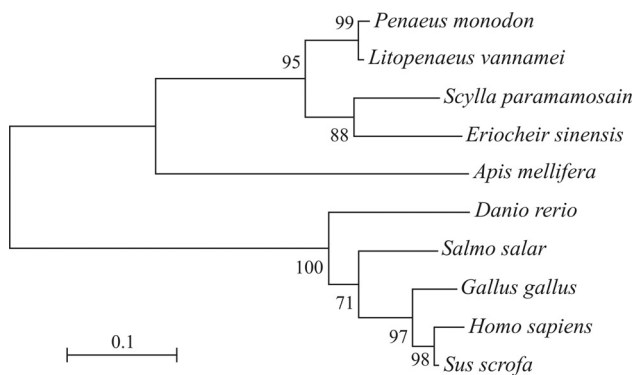 99 Penaeus monodon
95 Litopenaeus vannamei
Scylla paramamosain
88 Eriocheir sinensis
Apis mellifera
Danio rerio
100 Salmo salar
71 Gallus gallus
97 Homo sapiens
98 Sus scrofa
0.1